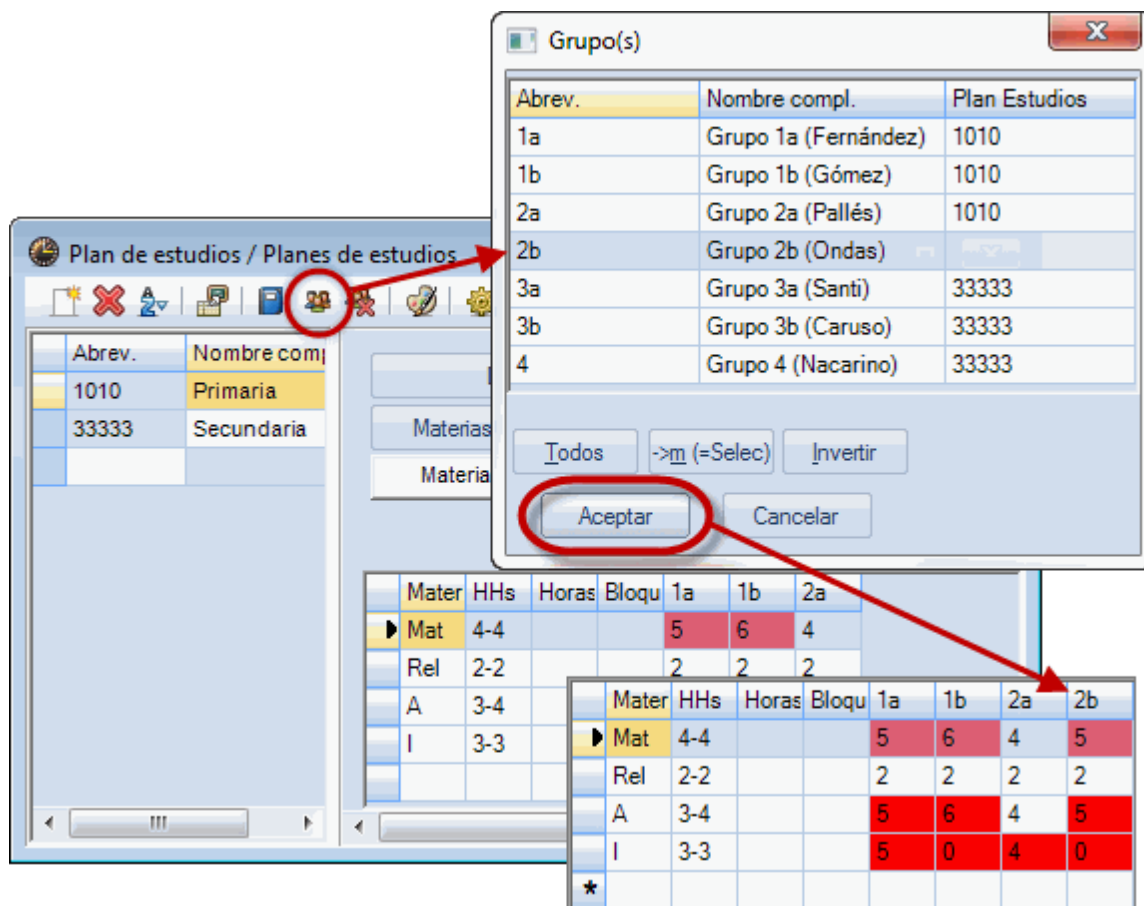 Grupo(s)
Abrev. Nombre compl. Plan Estudios
1a Grupo 1a (Fernández) 1010
1b Grupo 1b (Gómez) 1010
2a Grupo 2a (Pallés) 1010
2b Grupo 2b (Ondas)
3a Grupo 3a (Santi) 33333
3b Grupo 3b (Caruso) 33333
4 Grupo 4 (Nacarino) 33333
Todos ->m (=Selec) Invertir
Aceptar Cancelar
Plan de estudios / Planes de estudios
Abrev. Nombre com
1010 Primaria
33333 Secundaria
Materias
Materia
Mater HHs Horas Bloqu 1a 1b 2a
Mat 4-4 5 6 4
Rel 2-2 2 2 2
A 3-4
I 3-3
Mater HHs Horas Bloqu 1a 1b 2a 2b
Mat 4-4 5 6 4 5
Rel 2-2 2 2 2 2
A 3-4 5 6 4 5
I 3-3 5 0 4 0
*